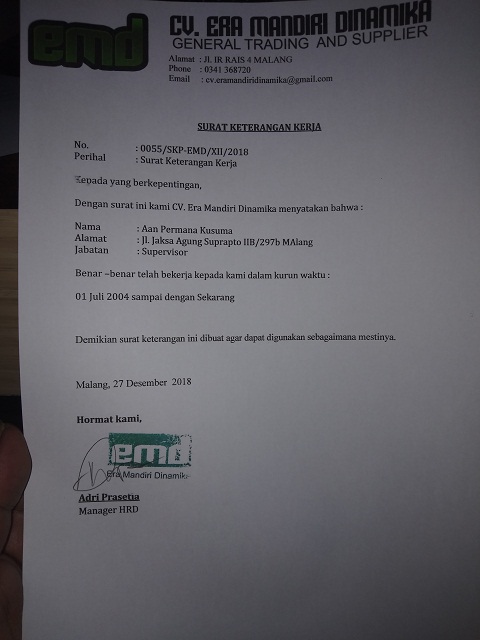 emd
CV. ERA MANDIRI DINAMIKA
GENERAL TRADING AND SUPPLIER
Alamat : Jl. IR RAIS 4 MALANG
Phone : 0341 368720
Email : cv.eramandiridinamika@gmail.com
SURAT KETERANGAN KERJA
No. : 0055/SKP-EMD/XII/2018
Perihal : Surat Keterangan Kerja
Kepada yang berkepentingan,
Dengan surat ini kami CV. Era Mandiri Dinamika menyatakan bahwa :
Nama : Aan Permana Kusuma
Alamat : Jl. Jaksa Agung Suprapto IIB/297b MAlang
Jabatan : Supervisor
Benar –benar telah bekerja kepada kami dalam kurun waktu :
01 Juli 2004 sampai dengan Sekarang
Demikian surat keterangan ini dibuat agar dapat digunakan sebagaimana mestinya.
Malang, 27 Desember 2018
Hormat kami,
emd
Era Mandiri Dinamika
Adri Prasetia
Manager HRD